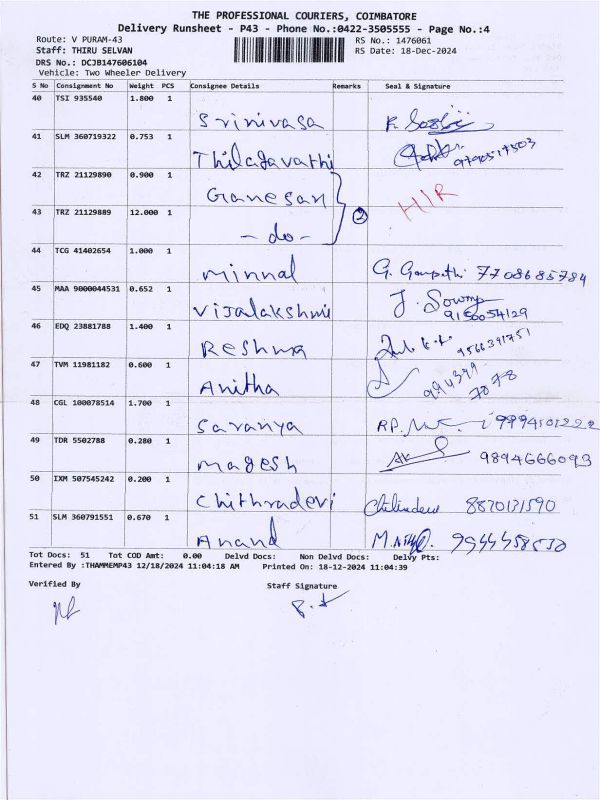 THE PROFESSIONAL COURIERS, COIMBATORE
Delivery Runsheet - P43 - Phone No.:0422-3505555 - Page No.:4
Route: V PURAM-43 RS No.: 1476061
Staff: THIRU SELVAN RS Date: 18-Dec-2024
DRS No.: DCJB147606104
Vehicle: Two Wheeler Delivery
S No Consignment No Weight PCS Consignee Details Remarks Seal & Signature
40 TSI 935540 1.800 1
Srinivasa
41 SLM 360719322 0.753 1
Thilagavathi 9790517503
42 TRZ 21129890 0.900 1
Ganesan H/R
43 TRZ 21129889 12.000 1
2
- do -
44 TCG 41402654 1.000 1
Minnal G. Ganpathi 7708685784
45 MAA 9000044531 0.652 1
Vijalakshmi J. Sowmy
9150054129
46 EDQ 23881788 1.400 1
Reshma 9566391751
47 TVM 11981182 0.600 1
Anitha 994399
7878
48 CGL 100078514 1.700 1
Saranya
49 TDR 5502788 0.280 1
Magesh 9894666093
50 IXM 507545242 0.200 1
Chithradevi 8870131590
51 SLM 360791551 0.670 1
Anand
Tot Docs: 51 Tot COD Amt: 0.00 Delvd Docs: Non Delvd Docs: Delvy Pts:
Entered By :THAMMEMP43 12/18/2024 11:04:18 AM Printed On: 18-12-2024 11:04:39
Verified By Staff Signature